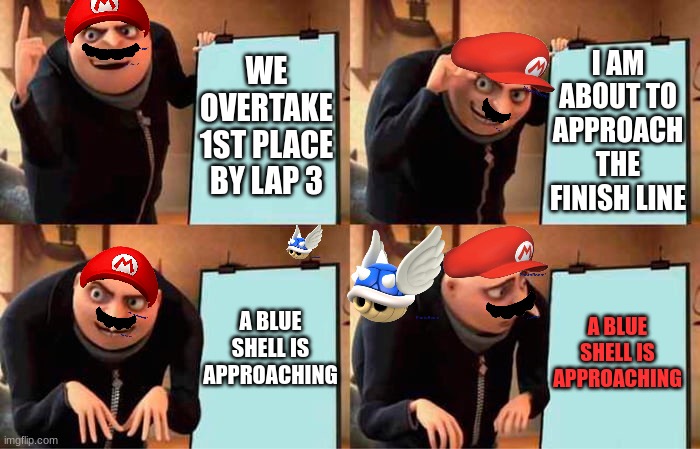 WE
OVERTAKE
1ST PLACE
BY LAP 3
I AM
ABOUT TO
APPROACH
THE
FINISH LINE
A BLUE
SHELL IS
APPROACHING
A BLUE
SHELL IS
APPROACHING
M
M
M
M
imgflip.com